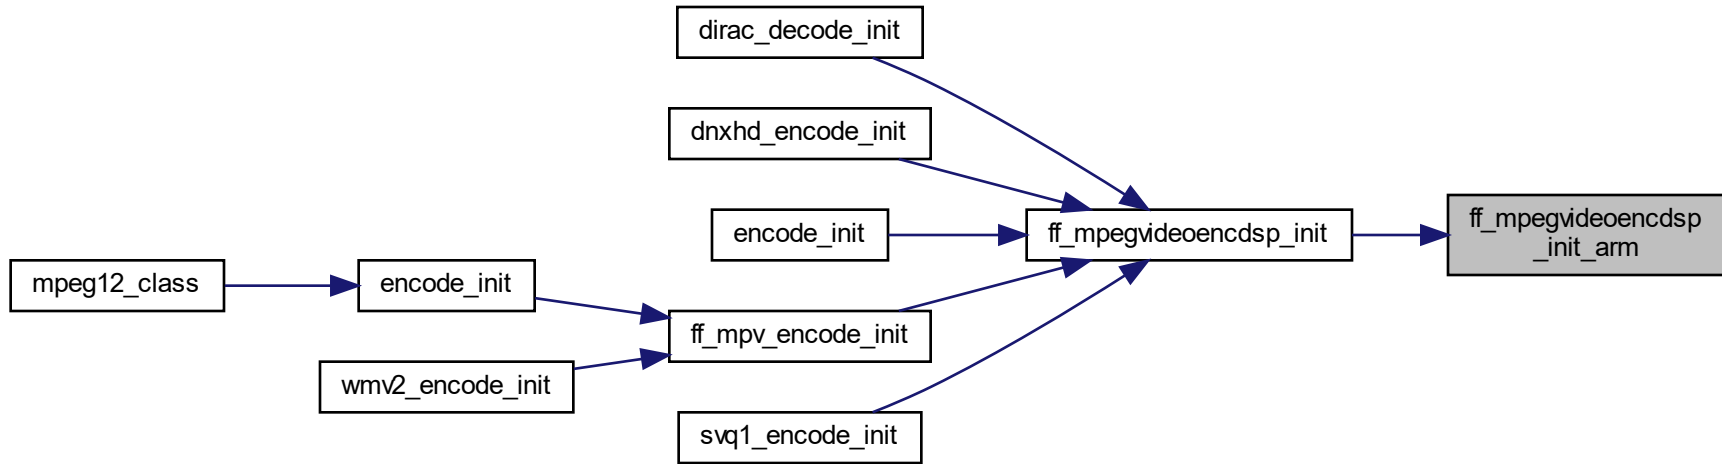 dirac_decode_init
dnxhd_encode_init
ff_mpegvideoencdsp
_init_arm
ff_mpegvideoencdsp_init
encode_init
mpeg12_class
encode_init
ff_mpv_encode_init
wmv2_encode_init
svq1_encode_init